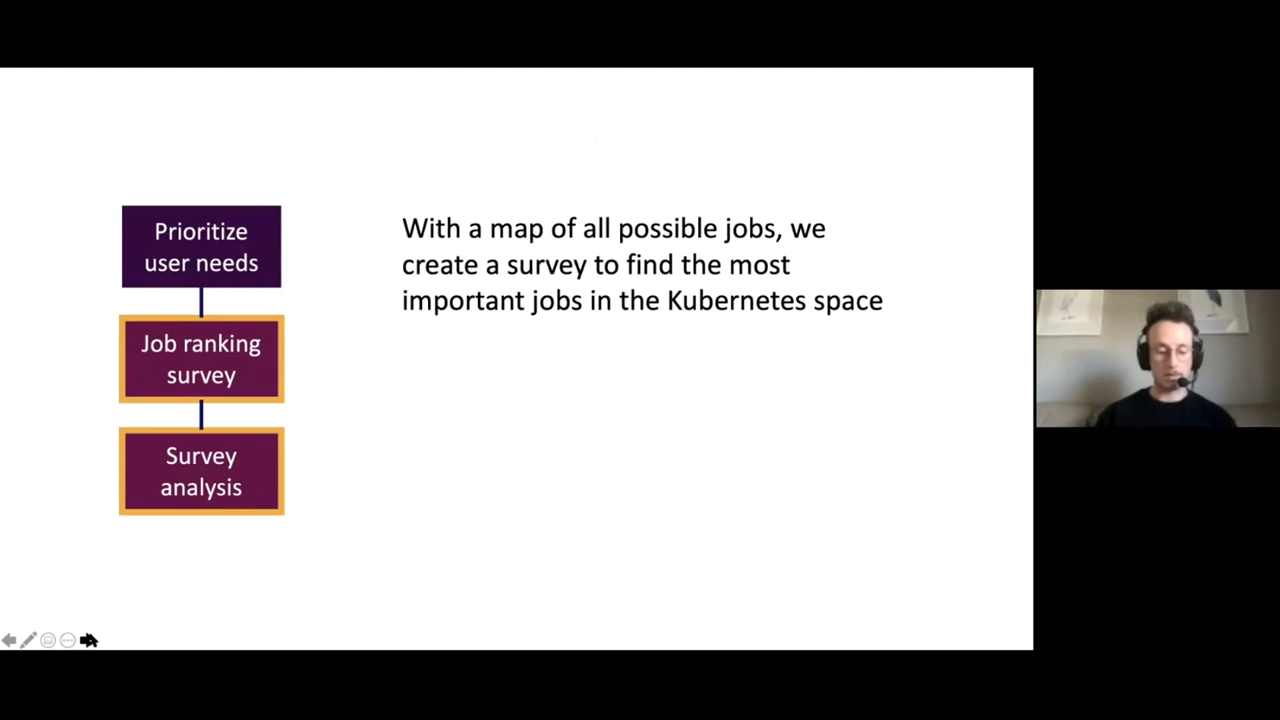 Prioritize
user needs
Job ranking
survey
Survey
analysis
With a map of all possible jobs, we
create a survey to find the most
important jobs in the Kubernetes space